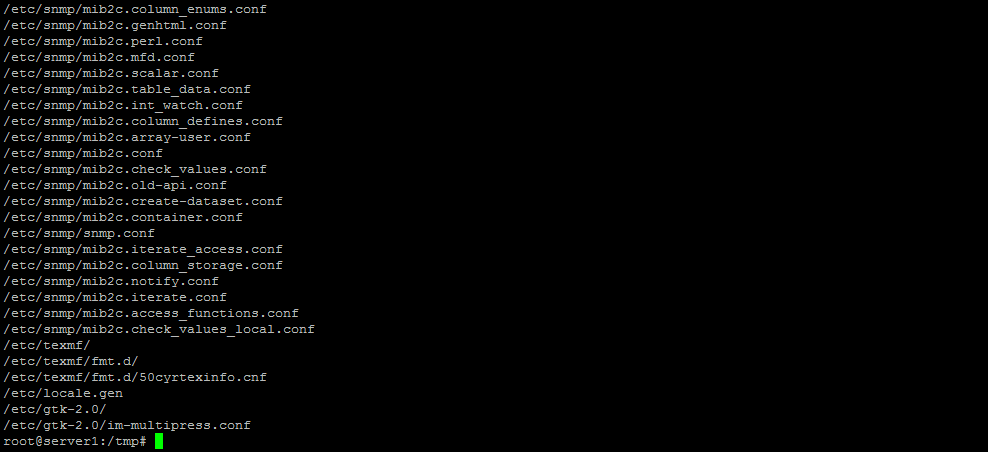 /etc/snmp/mib2c.column_enums.conf
/etc/snmp/mib2c.genhtml.conf
/etc/snmp/mib2c.perl.conf
/etc/snmp/mib2c.mfd.conf
/etc/snmp/mib2c.scalar.conf
/etc/snmp/mib2c.table_data.conf
/etc/snmp/mib2c.int_watch.conf
/etc/snmp/mib2c.column_defines.conf
/etc/snmp/mib2c.array-user.conf
/etc/snmp/mib2c.conf
/etc/snmp/mib2c.check_values.conf
/etc/snmp/mib2c.old-api.conf
/etc/snmp/mib2c.create-dataset.conf
/etc/snmp/mib2c.container.conf
/etc/snmp/snmp.conf
/etc/snmp/mib2c.iterate_access.conf
/etc/snmp/mib2c.column_storage.conf
/etc/snmp/mib2c.notify.conf
/etc/snmp/mib2c.iterate.conf
/etc/snmp/mib2c.access_functions.conf
/etc/snmp/mib2c.check_values_local.conf
/etc/texmf/
/etc/texmf/fmt.d/
/etc/texmf/fmt.d/50cyrtexinfo.cnf
/etc/locale.gen
/etc/gtk-2.0/
/etc/gtk-2.0/im-multipress.conf
root@server1:/tmp#